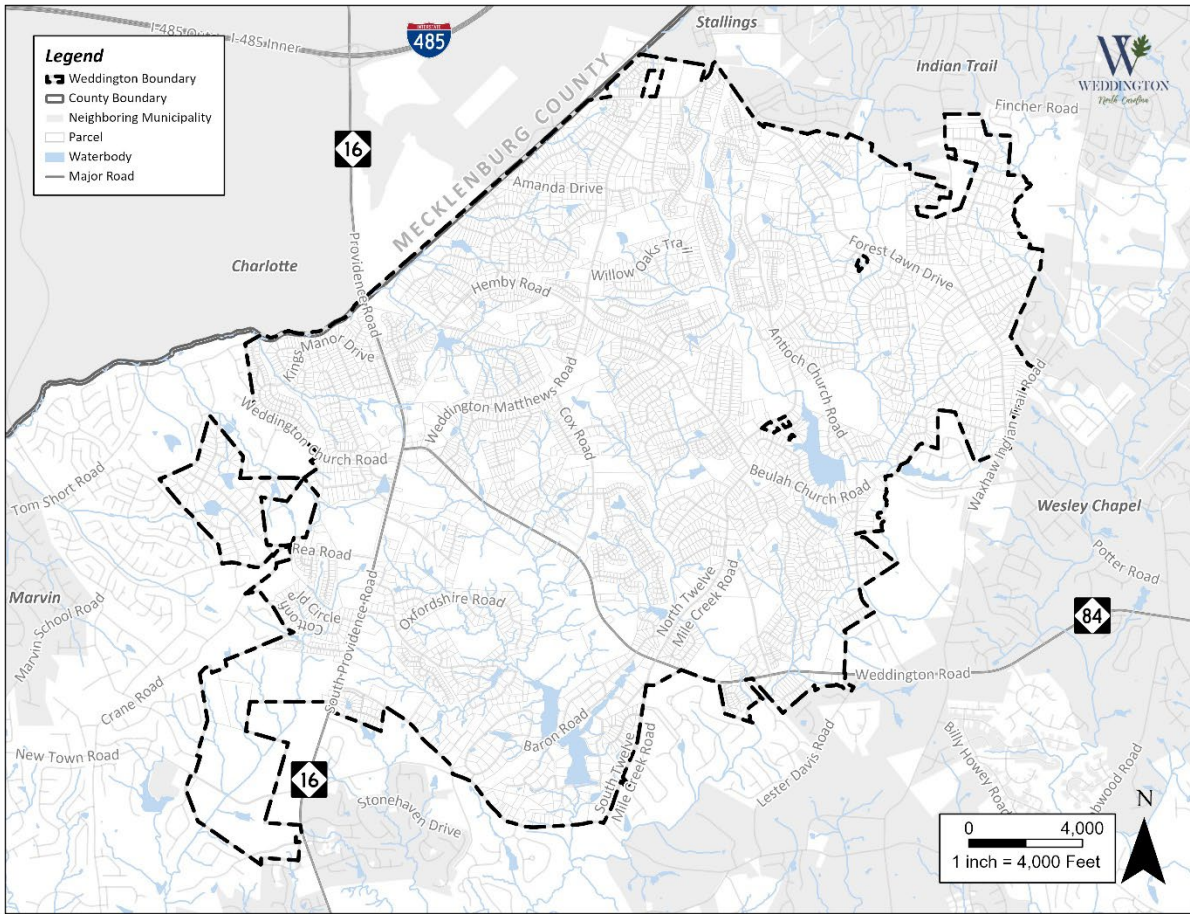 Stallings
I-485 Outer I-485 Inner
INTERSTATE
485
Legend
Weddington Boundary
County Boundary
Neighboring Municipality
Parcel
Waterbody
Major Road
Indian Trail
W
WEDDINGTON
North Carolina
Fincher Road
16
MECKLENBURG COUNTY
Amanda Drive
Providence Road
Charlotte
Willow Oaks Trail
Forest Lawn Drive
Hemby Road
Kings Manor Drive
Antioch Church Road
Weddington Matthews Road
Cox Road
Waxhaw Indian Trail Road
Weddington Church Road
Tom Short Road
Beulah Church Road
Wesley Chapel
Potter Road
Rea Road
Marvin
Marvin School Road
Oxfordshire Road
North Twelve
Mile Creek Road
84
South Providence Road
Weddington Road
Crane Road
Baron Road
New Town Road
16
South Twelve
Mile Creek Road
Lester Davis Road
Billy Howey Road
Stonehaven Drive
N
0 4,000
1 inch = 4,000 Feet